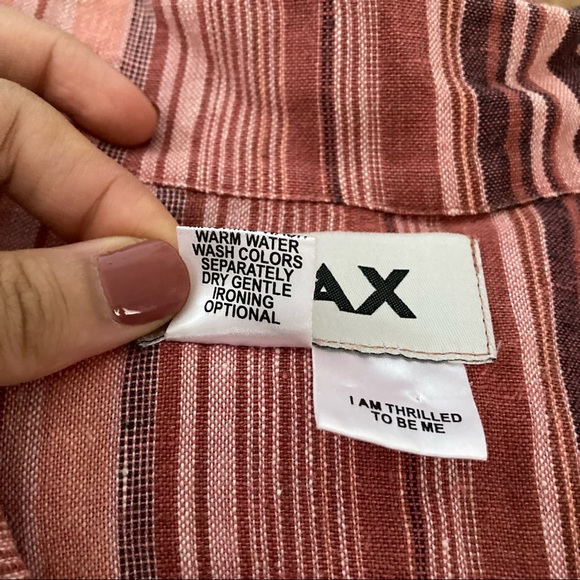 WARM WATER
WASH COLORS
SEPARATELY
DRY GENTLE
IRONING
OPTIONAL
AX
I AM THRILLED
TO BE ME